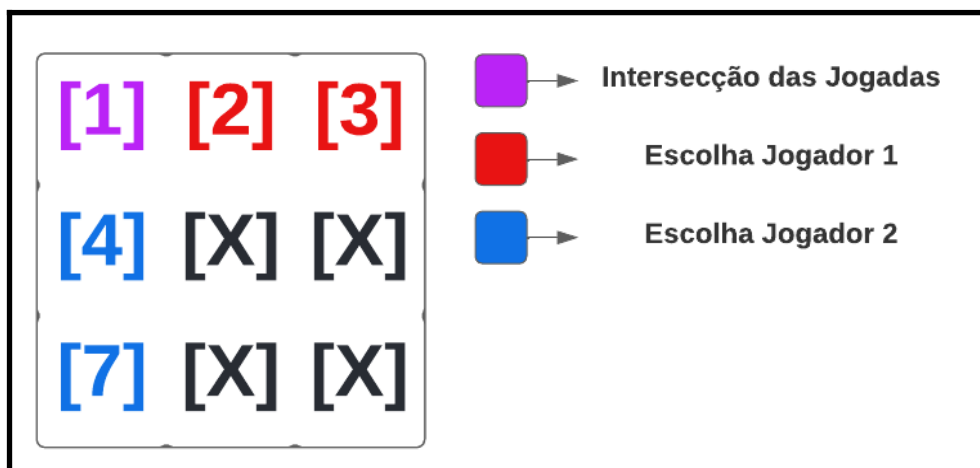 [1] [2] [3]
[4] [X] [X]
[7] [X] [X]
Intersecção das Jogadas
Escolha Jogador 1
Escolha Jogador 2